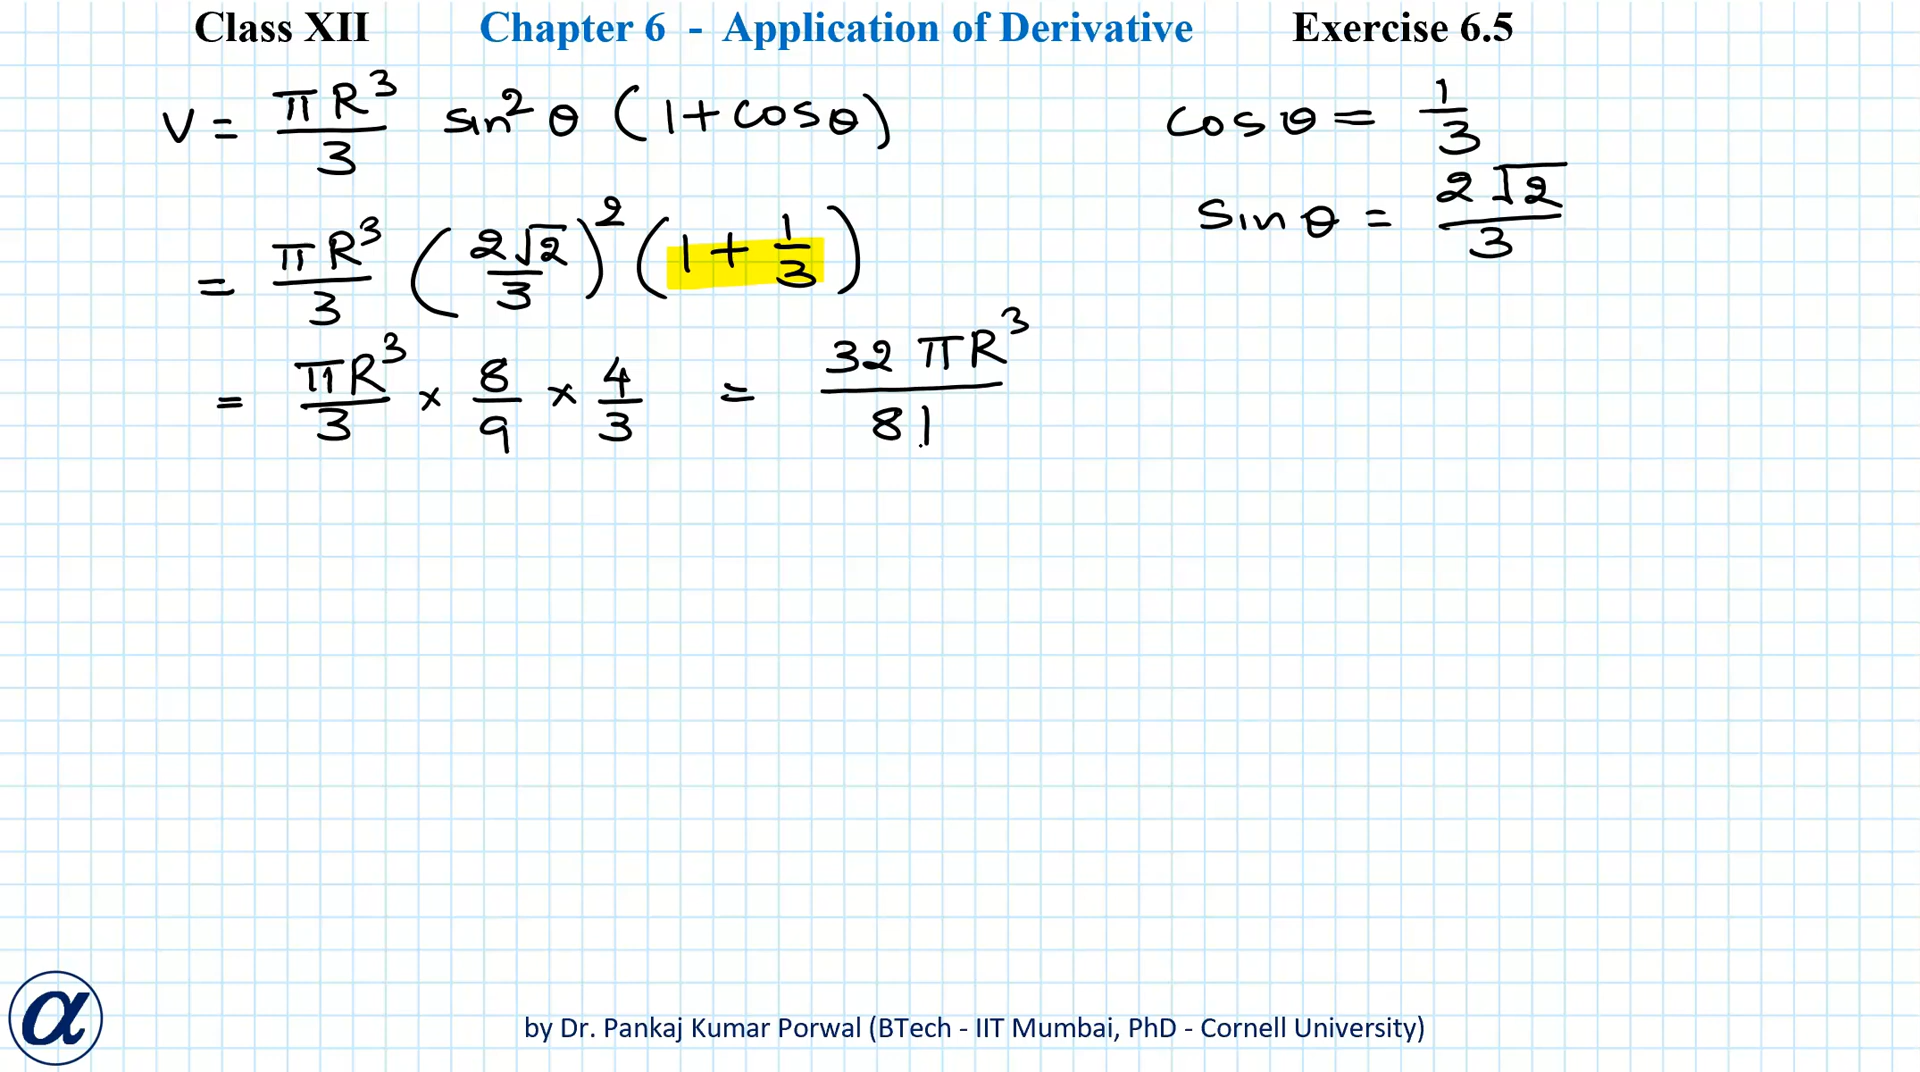 Class XII Chapter 6 - Application of Derivative Exercise 6.5
V = πR³/3 sin²θ (1+cosθ)
cosθ = 1/3
sinθ = 2√2/3
= πR³/3 (2√2/3)² (1 + 1/3)
= πR³/3 × 8/9 × 4/3 = 32πR³/81
α
by Dr. Pankaj Kumar Porwal (BTech - IIT Mumbai, PhD - Cornell University)